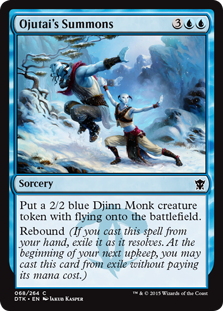 Ojutai's Summons 3
Sorcery
Put a 2/2 blue Djinn Monk creature
token with flying onto the battlefield.
Rebound (If you cast this spell from
your hand, exile it as it resolves. At the
beginning of your next upkeep, you may
cast this card from exile without paying
its mana cost.)
068/264 C
DTK • EN Jakub Kasper
™ & © 2015 Wizards of the Coast